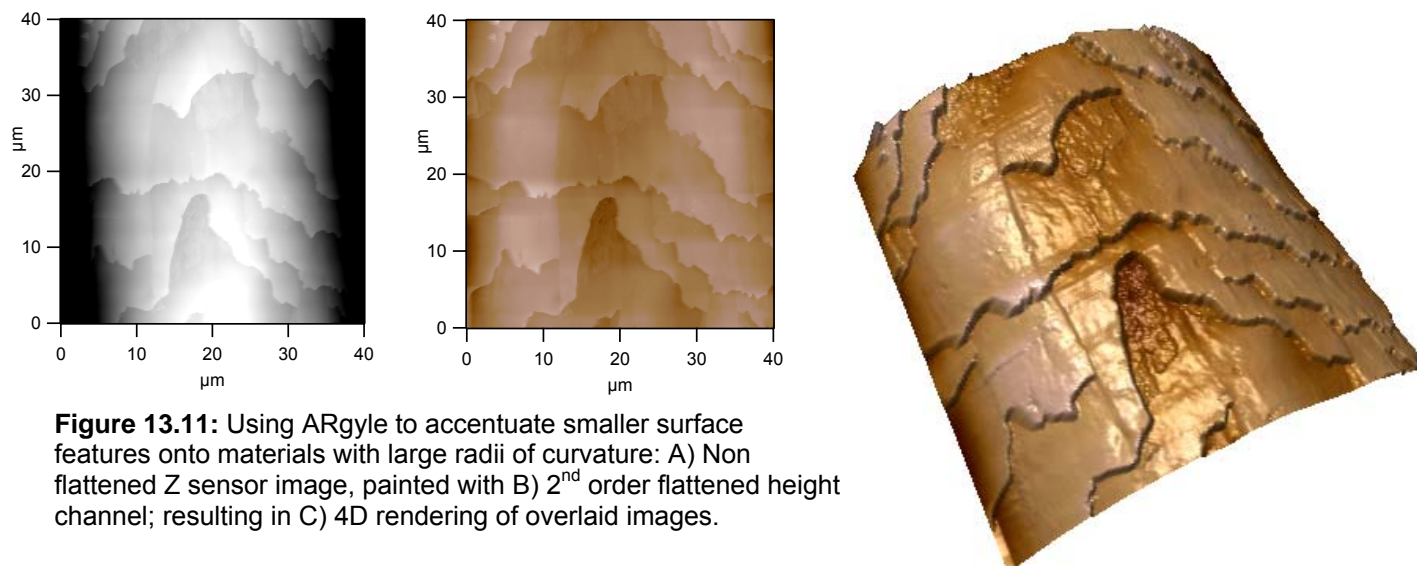 40
30
20
10
0
µm
0 10 20 30 40
µm
40
30
20
10
0
µm
0 10 20 30 40
µm
Figure 13.11: Using ARgyle to accentuate smaller surface
features onto materials with large radii of curvature: A) Non
flattened Z sensor image, painted with B) 2nd order flattened height
channel; resulting in C) 4D rendering of overlaid images.